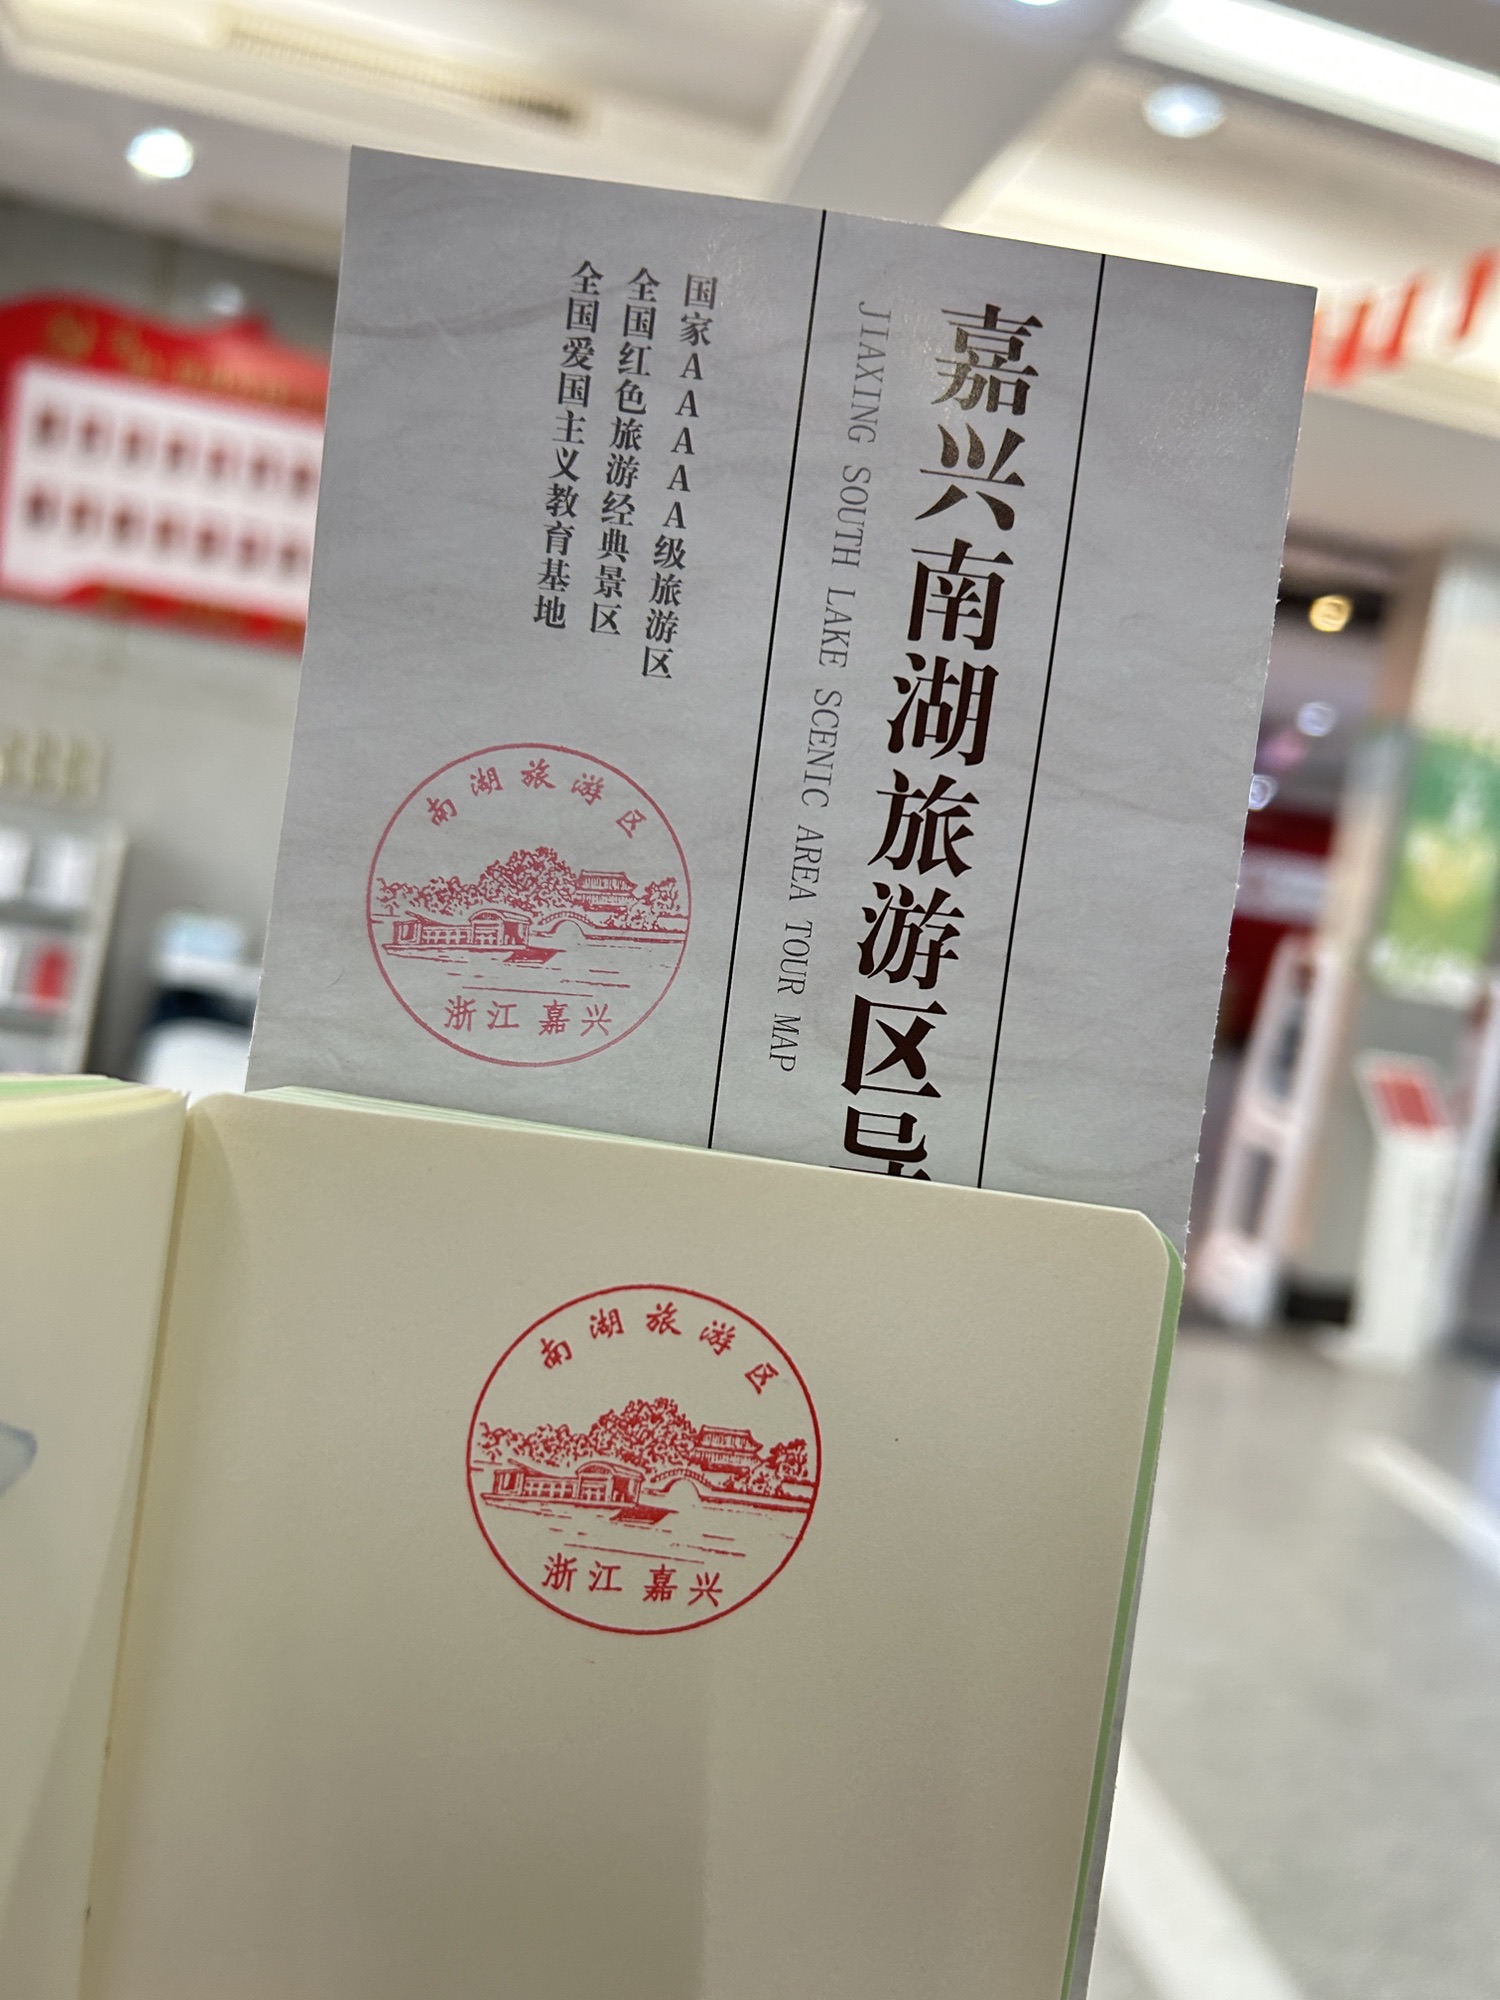 嘉兴南湖旅游区导
JIAXING SOUTH LAKE SCENIC AREA TOUR MAP
国家AAAAA级旅游区
全国红色旅游经典景区
全国爱国主义教育基地
南湖旅游区
浙江 嘉兴
南湖旅游区
浙江 嘉兴